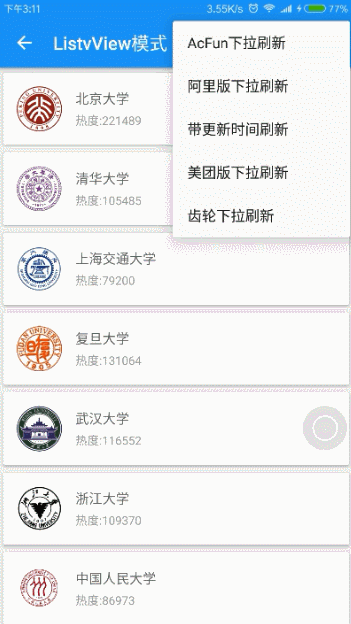 下午3:11
3.55K/s
77%
ListvView模式
AcFun下拉刷新
阿里版下拉刷新
带更新时间刷新
美团版下拉刷新
齿轮下拉刷新
北京大学
热度:221489
清华大学
热度:105485
上海交通大学
热度:79200
复旦大学
热度:131064
武汉大学
热度:116552
浙江大学
热度:109370
中国人民大学
热度:86973